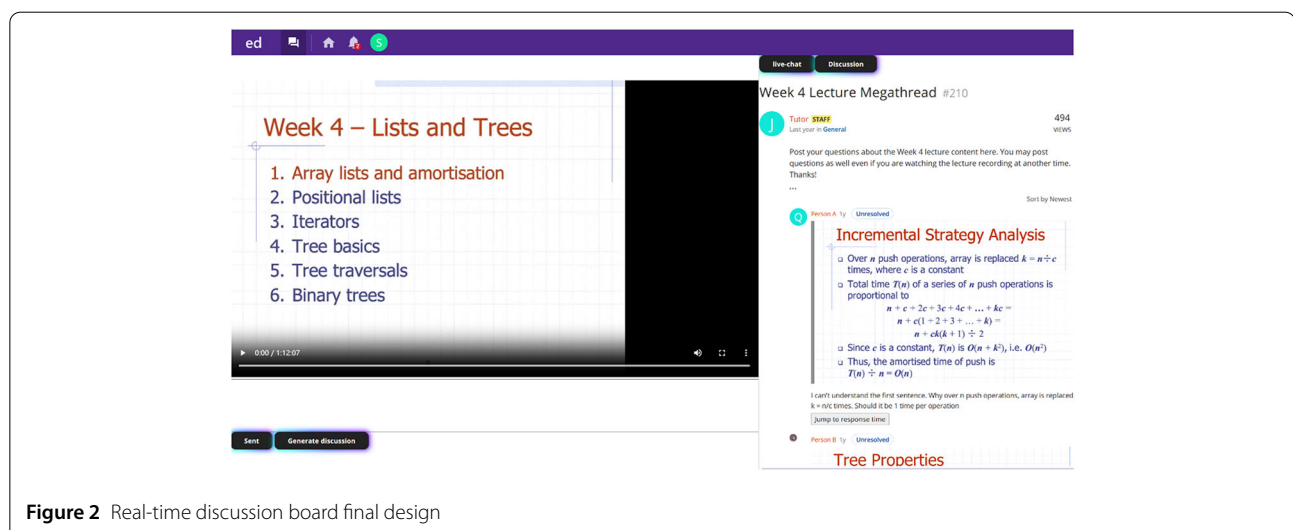 ed
2
S
live-chat Discussion
Week 4 – Lists and Trees
1. Array lists and amortisation
2. Positional lists
3. Iterators
4. Tree basics
5. Tree traversals
6. Binary trees
0:00 / 1:12:07
Sent Generate discussion
Week 4 Lecture Megathread #210
J
Tutor STAFF
494
Last year in General
VIEWS
Post your questions about the Week 4 lecture content here. You may post
questions as well even if you are watching the lecture recording at another time.
Thanks!
...
Sort by Newest
Q
Person A 1y Unresolved
Incremental Strategy Analysis
Over n push operations, array is replaced k = n ÷ c
times, where c is a constant
Total time T(n) of a series of n push operations is
proportional to
n + c + 2c + 3c + 4c + … + kc =
n + c(1 + 2 + 3 + … + k) =
n + ck(k + 1) ÷ 2
Since c is a constant, T(n) is O(n + k²), i.e. O(n²)
Thus, the amortised time of push is
T(n) ÷ n = O(n)
I can't understand the first sentence. Why over n push operations, array is replaced
k = n/c times. Should it be 1 time per operation
Jump to response time
Person B 1y Unresolved
Tree Properties
Figure 2 Real-time discussion board final design